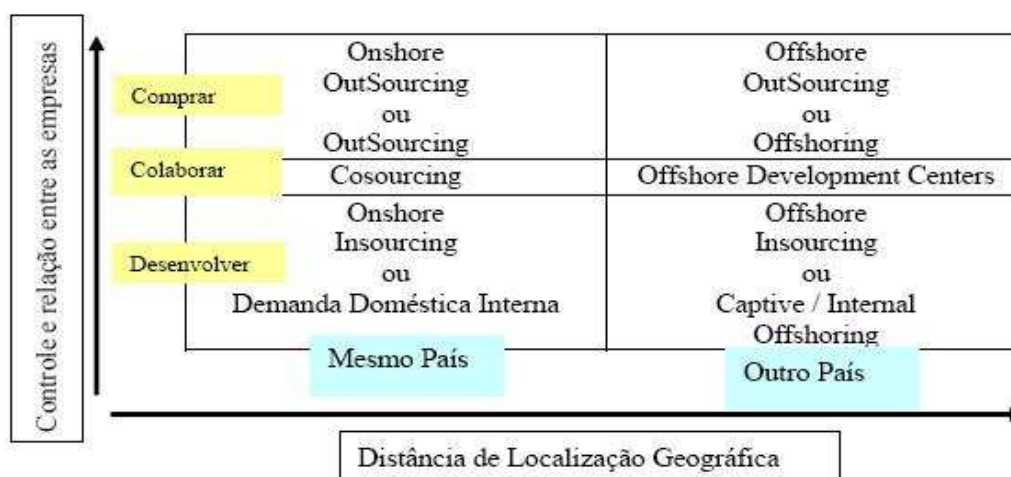 Controle e relação entre as empresas
Comprar
Colaborar
Desenvolver
Onshore
OutSourcing
ou
OutSourcing
Offshore
OutSourcing
ou
Offshoring
Cosourcing
Offshore Development Centers
Onshore
Insourcing
ou
Demanda Doméstica Interna
Offshore
Insourcing
ou
Captive / Internal
Offshoring
Mesmo País
Outro País
Distância de Localização Geográfica